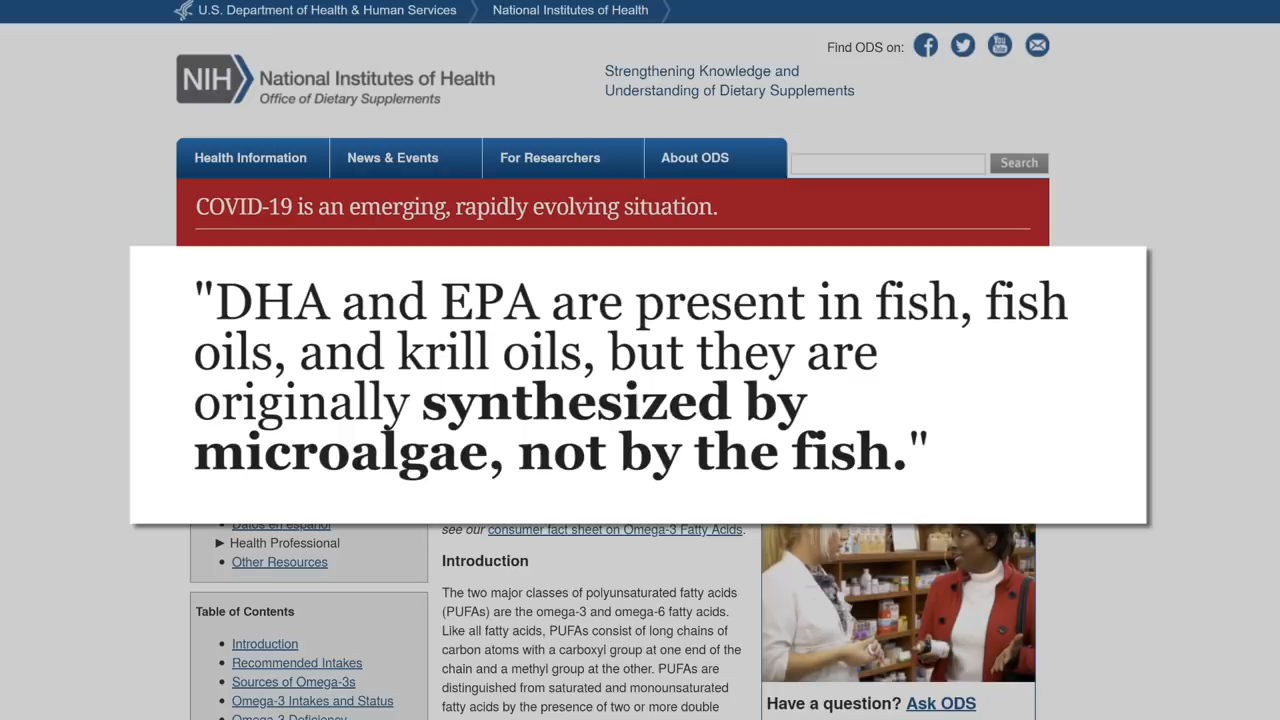 U.S. Department of Health & Human Services
National Institutes of Health
Find ODS on:
You Tube
NIH National Institutes of Health
Office of Dietary Supplements
Strengthening Knowledge and
Understanding of Dietary Supplements
Health Information
News & Events
For Researchers
About ODS
Search
COVID-19 is an emerging, rapidly evolving situation.
"DHA and EPA are present in fish, fish
oils, and krill oils, but they are
originally synthesized by
microalgae, not by the fish."
Datos en español
► Health Professional
Other Resources
Table of Contents
• Introduction
• Recommended Intakes
• Sources of Omega-3s
• Omega-3 Intakes and Status
• Omega-3 Deficiency
see our consumer fact sheet on Omega-3 Fatty Acids.
Introduction
The two major classes of polyunsaturated fatty acids
(PUFAs) are the omega-3 and omega-6 fatty acids.
Like all fatty acids, PUFAs consist of long chains of
carbon atoms with a carboxyl group at one end of the
chain and a methyl group at the other. PUFAs are
distinguished from saturated and monounsaturated
fatty acids by the presence of two or more double
Have a question? Ask ODS